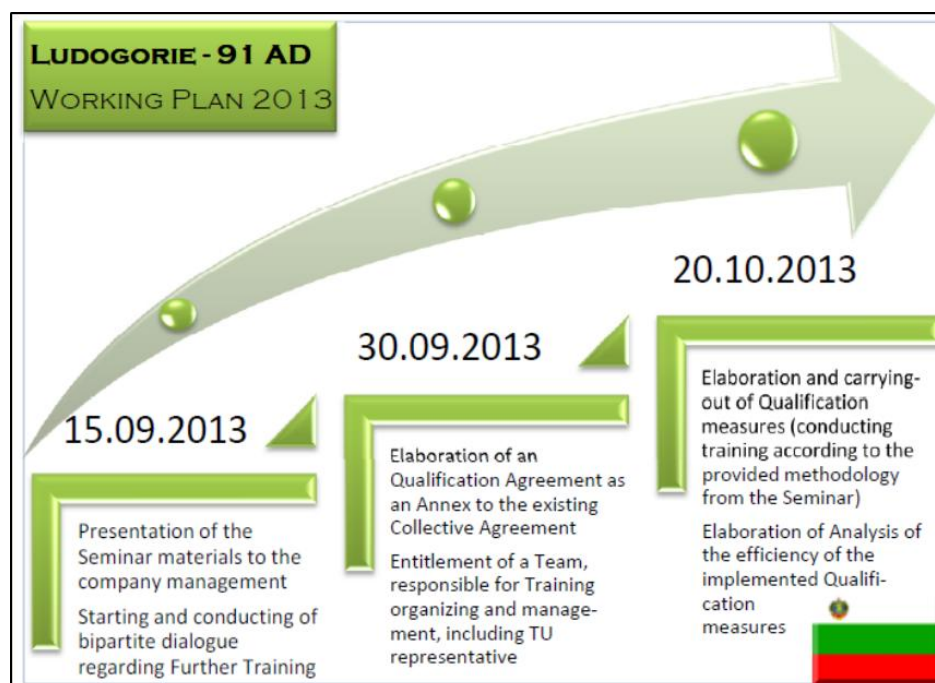 LUDOGORIE - 91 AD
WORKING PLAN 2013
15.09.2013
Presentation of the
Seminar materials to the
company management
Starting and conducting of
bipartite dialogue
regarding Further Training
30.09.2013
Elaboration of an
Qualification Agreement as
an Annex to the existing
Collective Agreement
Entitlement of a Team,
responsible for Training
organizing and manage-
ment, including TU
representative
20.10.2013
Elaboration and carrying-
out of Qualification
measures (conducting
training according to the
provided methodology
from the Seminar)
Elaboration of Analysis of
the efficiency of the
implemented Qualifi-
cation
measures